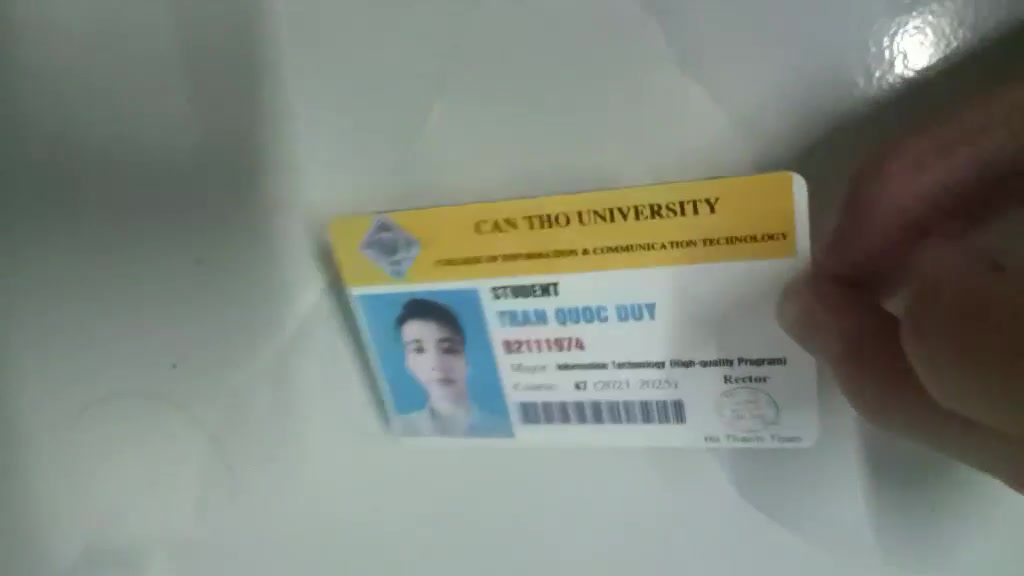 CAN THO UNIVERSITY
COLLEGE OF INFORMATION & COMMUNICATION TECHNOLOGY
STUDENT
TRAN QUOC DUY
B2111974
Major: Information Technology (High-quality Program)
Course: 47 (2021-2025)
Rector
Ha Thanh Toan